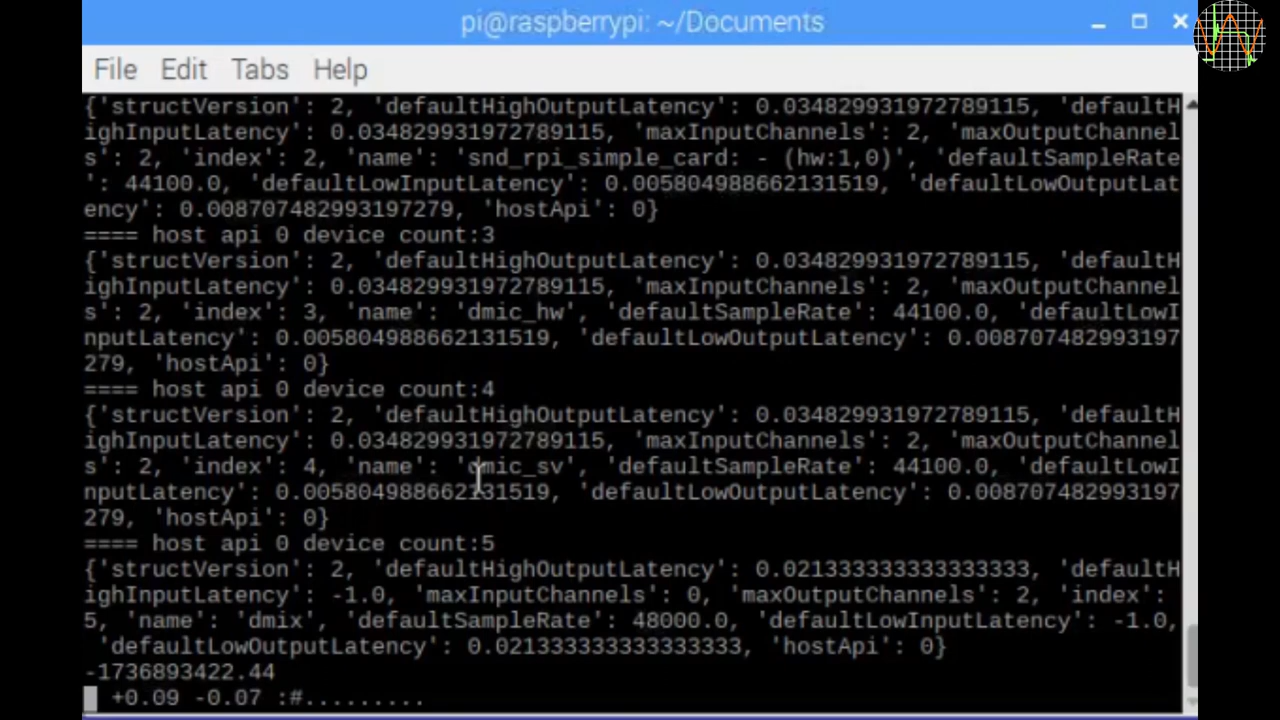 pi@raspberrypi: ~/Documents
File Edit Tabs Help
{'structVersion': 2, 'defaultHighOutputLatency': 0.034829931972789115, 'defaultH
ighInputLatency': 0.034829931972789115, 'maxInputChannels': 2, 'maxOutputChannel
s': 2, 'index': 2, 'name': 'snd_rpi_simple_card: - (hw:1,0)', 'defaultSampleRate
': 44100.0, 'defaultLowInputLatency': 0.005804988662131519, 'defaultLowOutputLat
ency': 0.008707482993197279, 'hostApi': 0}
==== host api 0 device count:3
{'structVersion': 2, 'defaultHighOutputLatency': 0.034829931972789115, 'defaultH
ighInputLatency': 0.034829931972789115, 'maxInputChannels': 2, 'maxOutputChannel
s': 2, 'index': 3, 'name': 'dmic_hw', 'defaultSampleRate': 44100.0, 'defaultLowI
nputLatency': 0.005804988662131519, 'defaultLowOutputLatency': 0.008707482993197
279, 'hostApi': 0}
==== host api 0 device count:4
{'structVersion': 2, 'defaultHighOutputLatency': 0.034829931972789115, 'defaultH
ighInputLatency': 0.034829931972789115, 'maxInputChannels': 2, 'maxOutputChannel
s': 2, 'index': 4, 'name': 'dmic_sv', 'defaultSampleRate': 44100.0, 'defaultLowI
nputLatency': 0.005804988662131519, 'defaultLowOutputLatency': 0.008707482993197
279, 'hostApi': 0}
==== host api 0 device count:5
{'structVersion': 2, 'defaultHighOutputLatency': 0.021333333333333333, 'defaultH
ighInputLatency': -1.0, 'maxInputChannels': 0, 'maxOutputChannels': 2, 'index':
5, 'name': 'dmix', 'defaultSampleRate': 48000.0, 'defaultLowInputLatency': -1.0,
'defaultLowOutputLatency': 0.021333333333333333, 'hostApi': 0}
-1736893422.44
+0.09 -0.07 :#.........